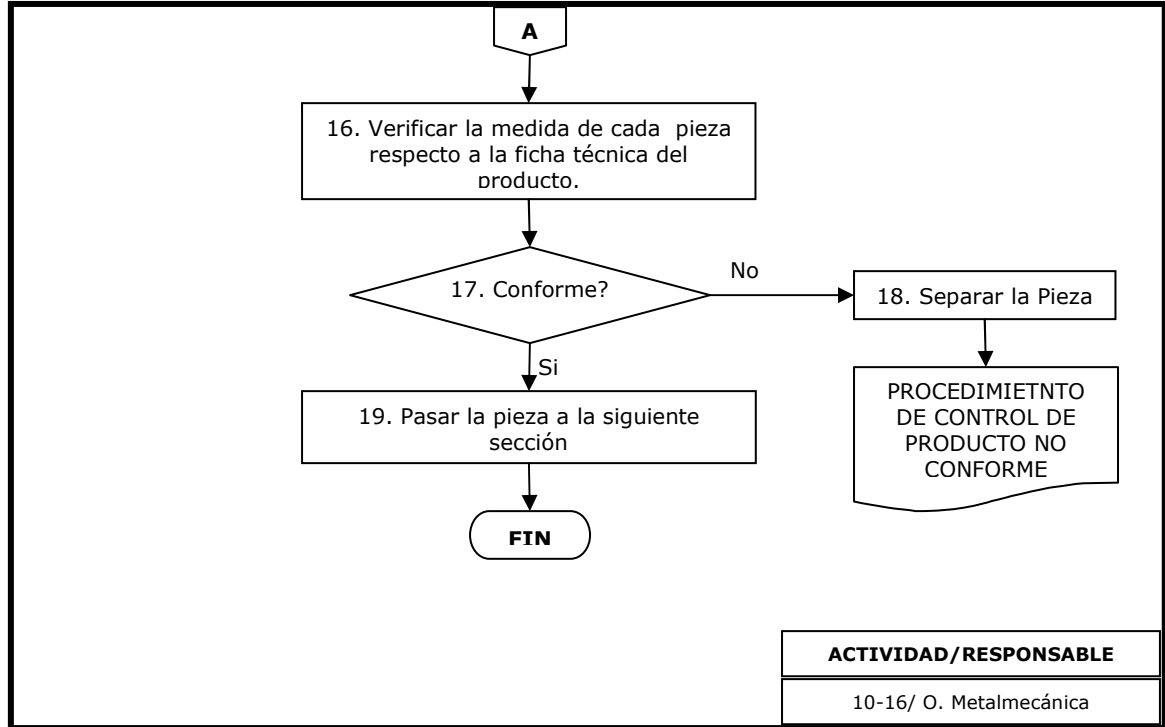 A
16. Verificar la medida de cada pieza
respecto a la ficha técnica del
producto.
17. Conforme?
No
18. Separar la Pieza
Si
PROCEDIMIETNTO
DE CONTROL DE
PRODUCTO NO
CONFORME
19. Pasar la pieza a la siguiente
sección
FIN
ACTIVIDAD/RESPONSABLE
10-16/ O. Metalmecánica